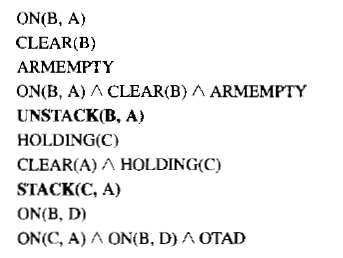 ON(B, A)
CLEAR(B)
ARMEMPTY
ON(B, A) ∧ CLEAR(B) ∧ ARMEMPTY
UNSTACK(B, A)
HOLDING(C)
CLEAR(A) ∧ HOLDING(C)
STACK(C, A)
ON(B, D)
ON(C, A) ∧ ON(B, D) ∧ OTAD